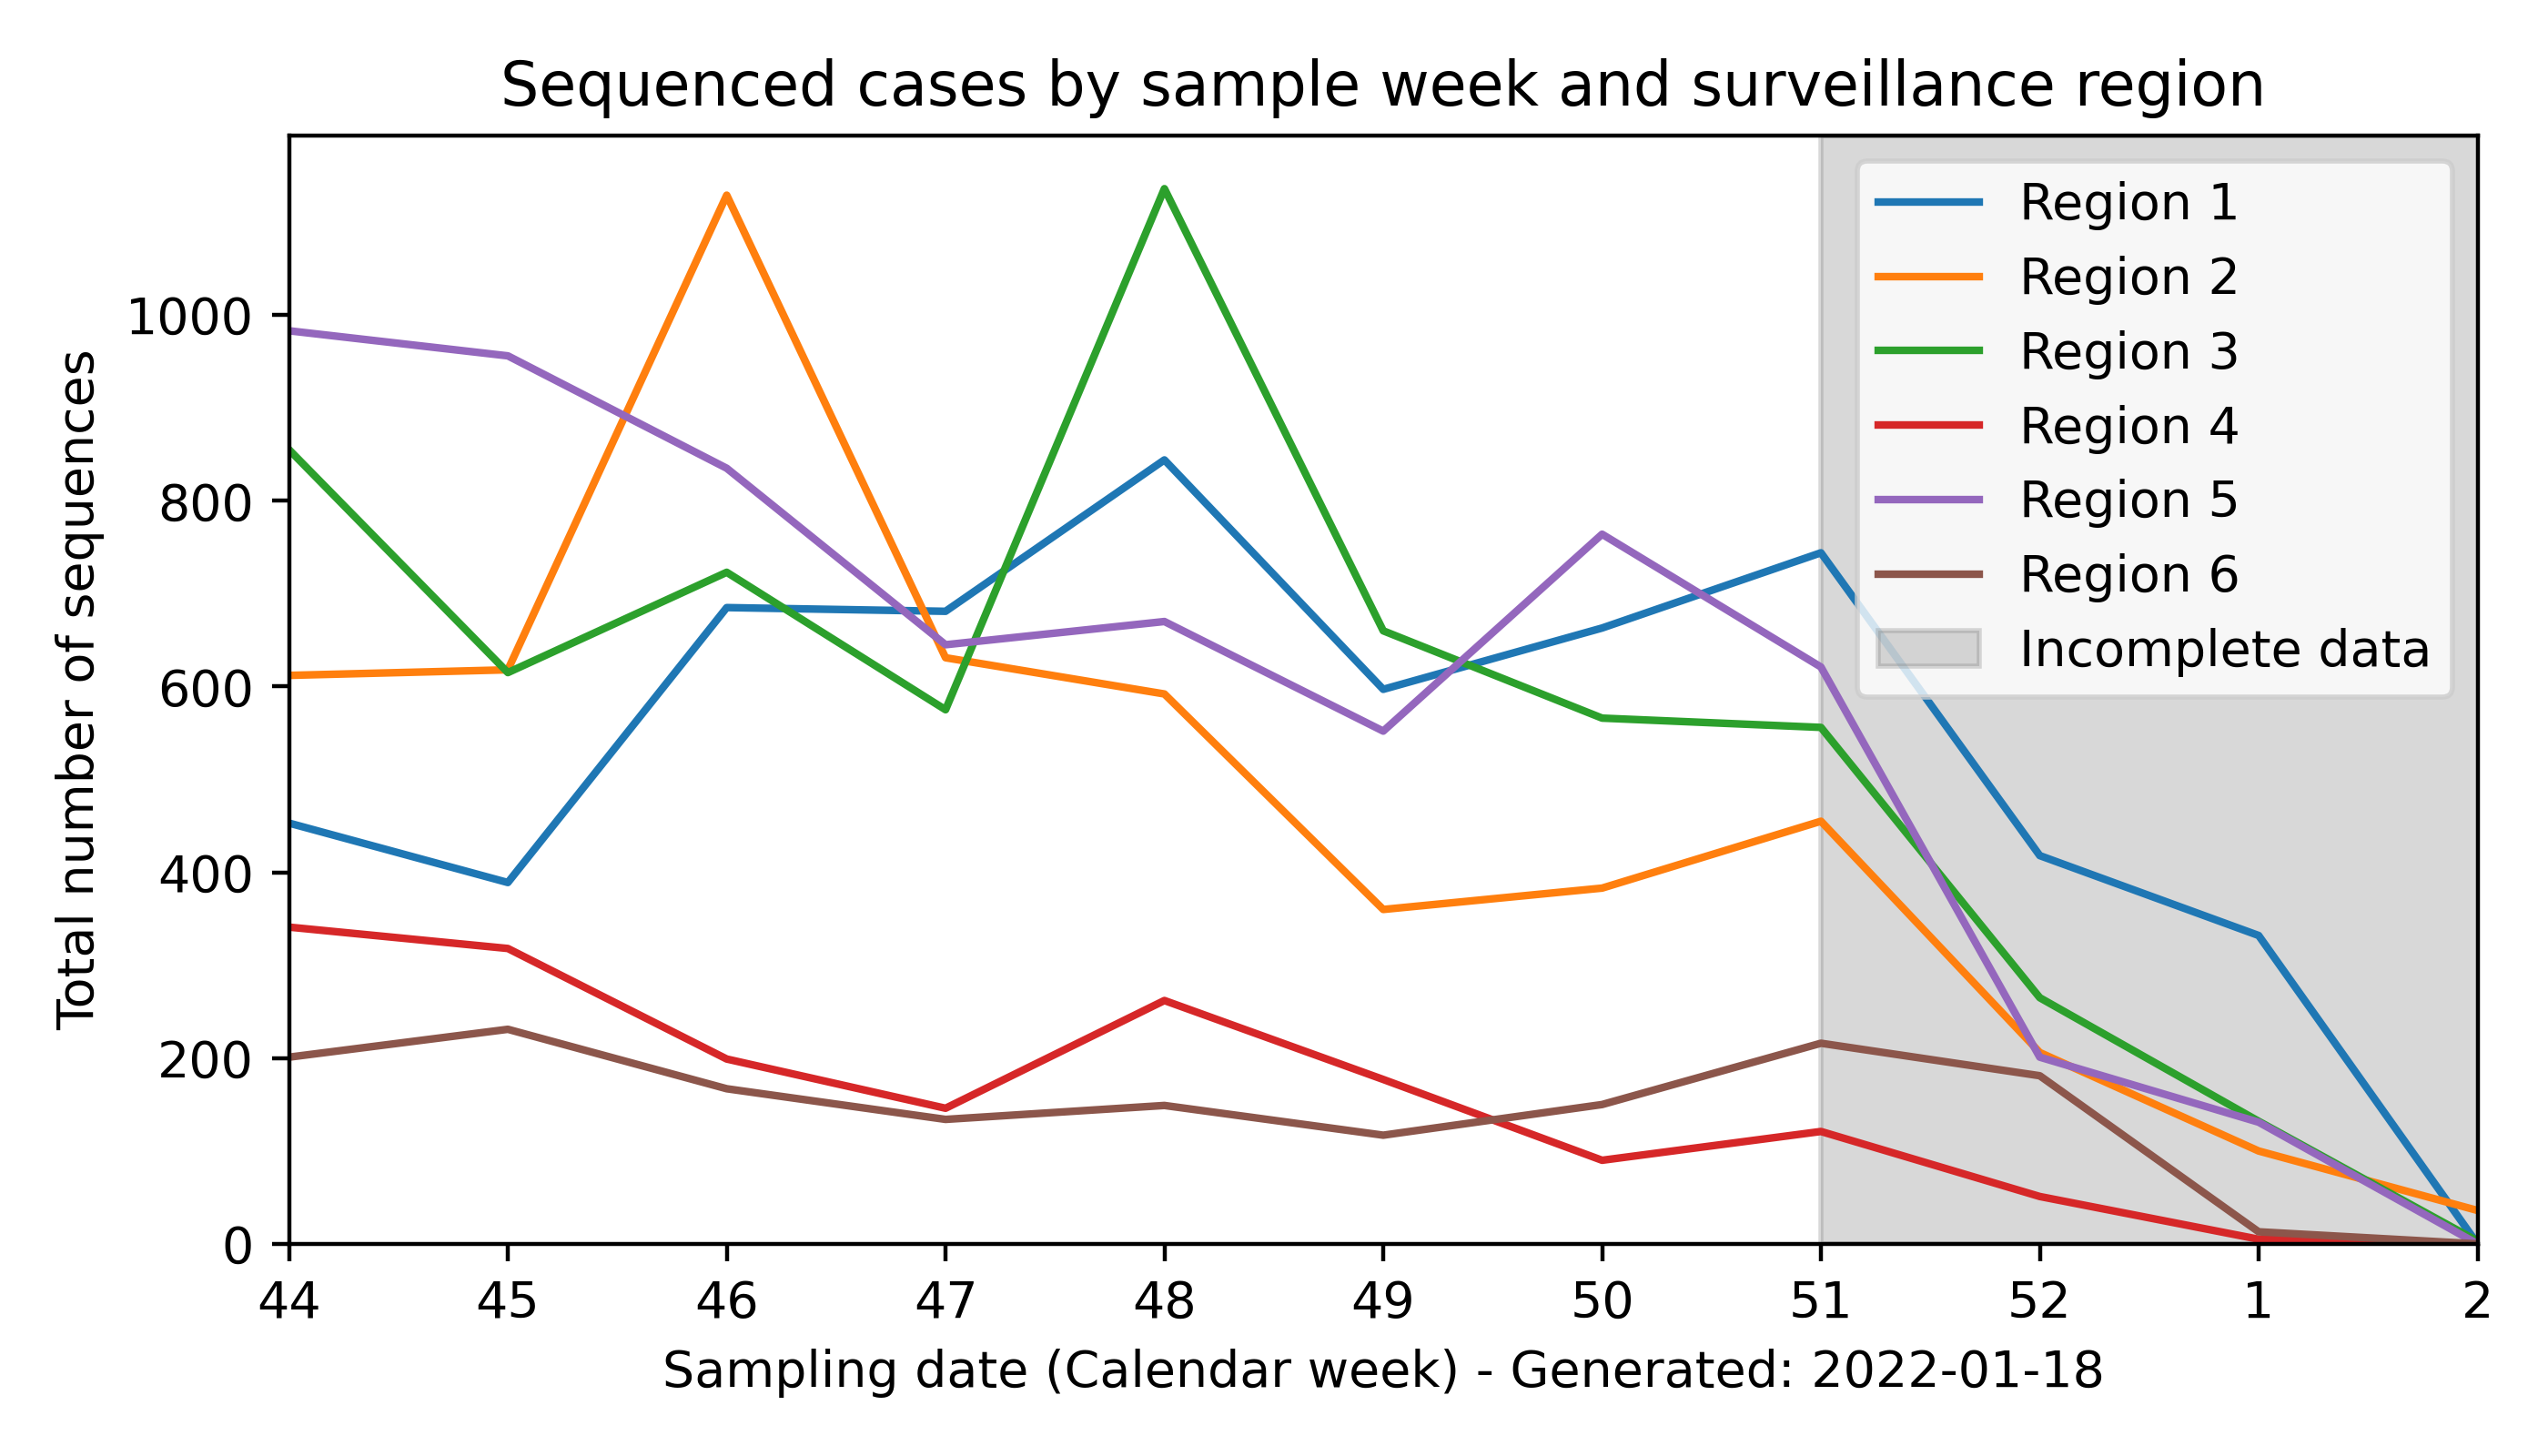 Sequenced cases by sample week and surveillance region
Total number of sequences
1000
800
600
400
200
0
Region 1
Region 2
Region 3
Region 4
Region 5
Region 6
Incomplete data
44 45 46 47 48 49 50 51 52 1 2
Sampling date (Calendar week) - Generated: 2022-01-18